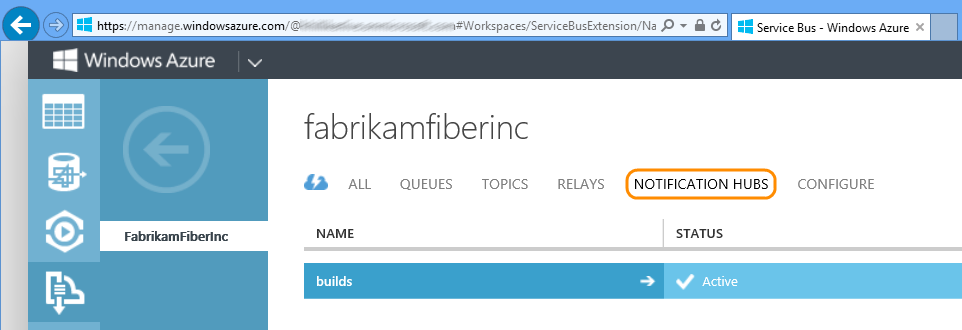 https://manage.windowsazure.com/@ #Workspaces/ServiceBusExtension/Na
Service Bus - Windows Azure
Windows Azure
fabrikamfiberinc
ALL QUEUES TOPICS RELAYS NOTIFICATION HUBS CONFIGURE
FabrikamFiberInc
NAME STATUS
builds Active